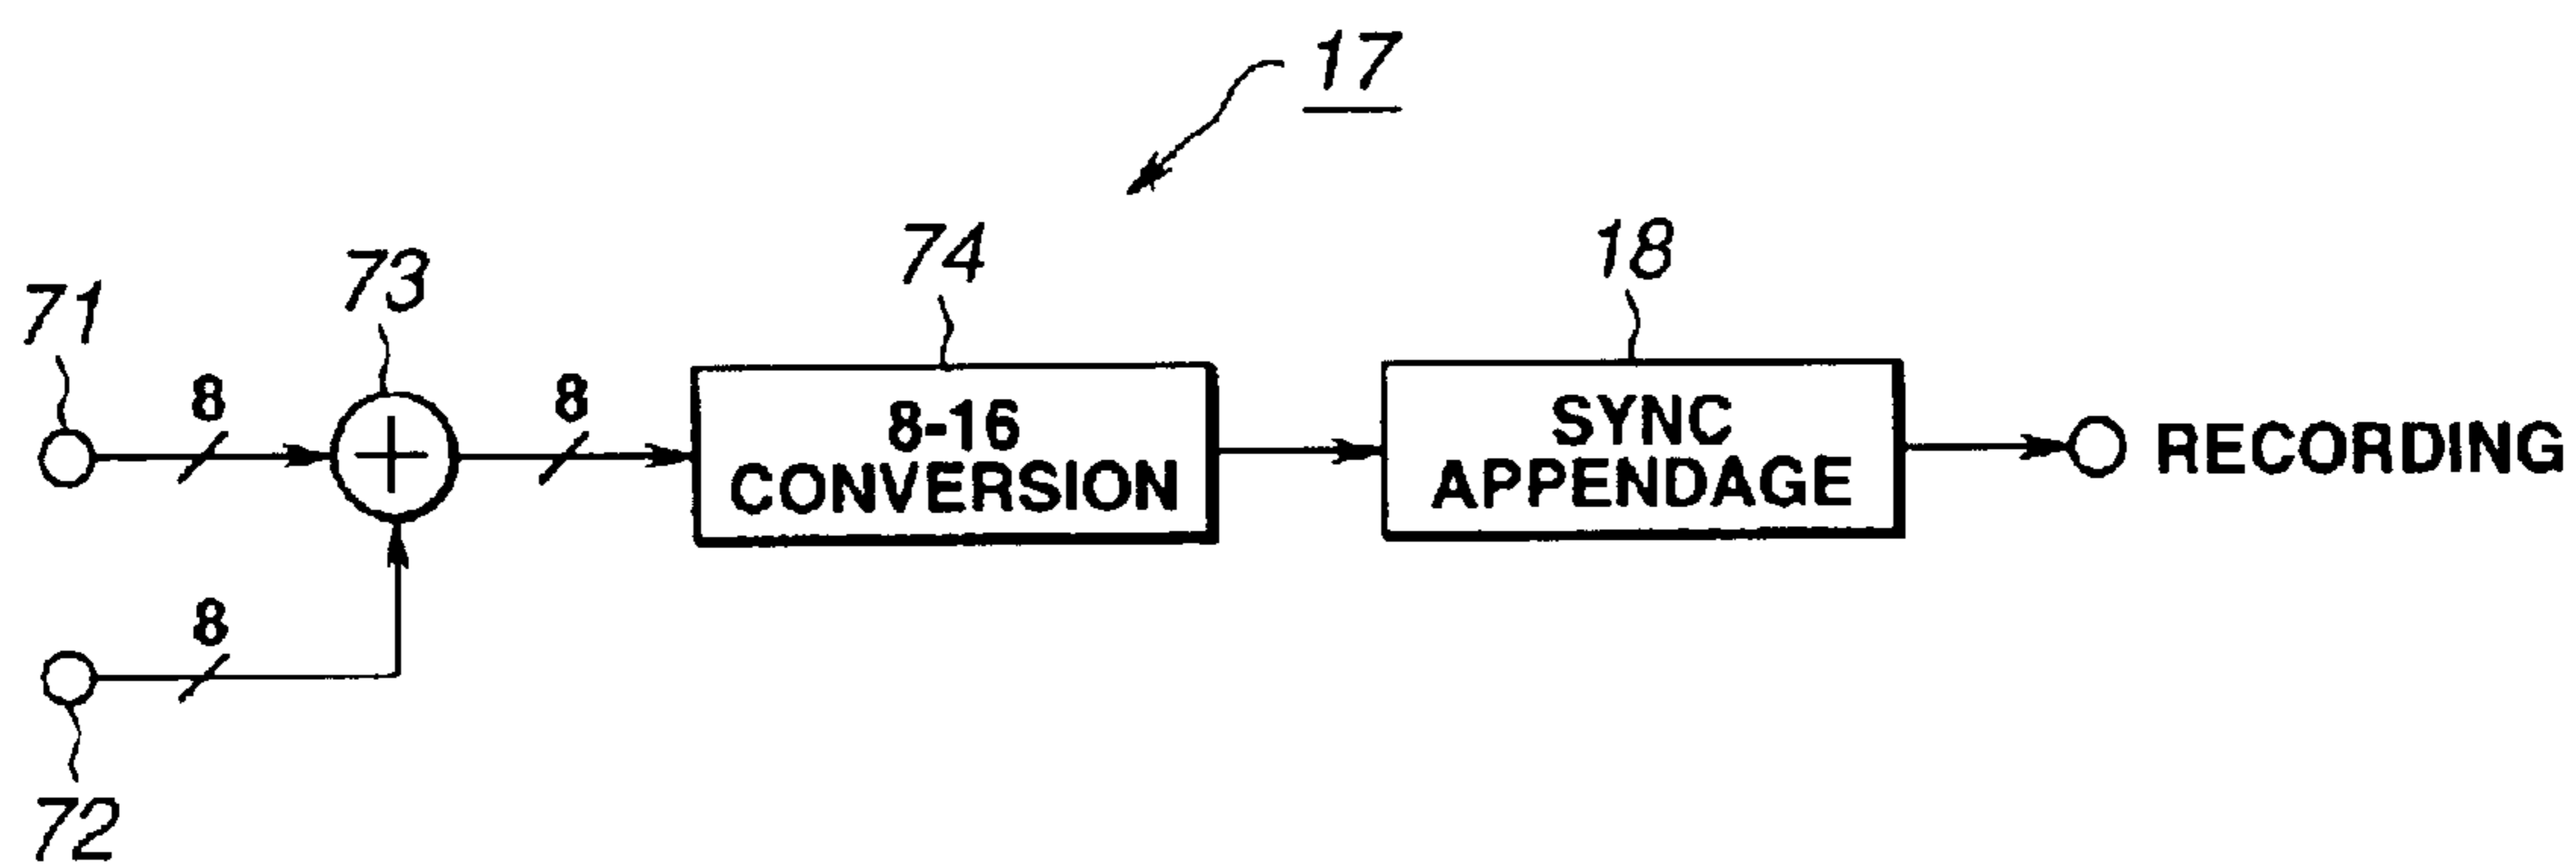 17
71
73
74
18
8
8
8-16
CONVERSION
SYNC
APPENDAGE
RECORDING
8
72